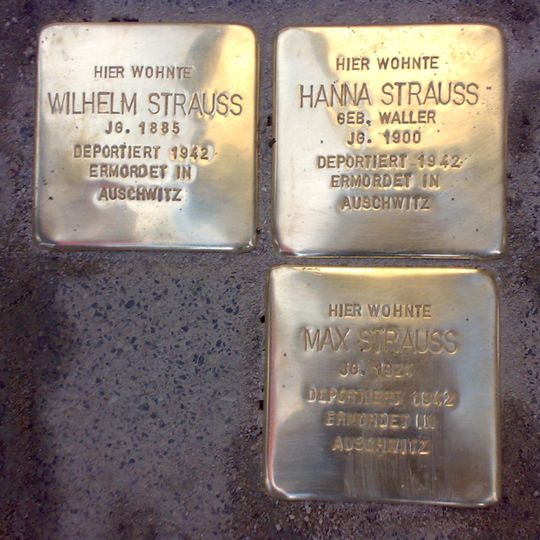 HIER WOHNTE
WILHELM STRAUSS
JG. 1885
DEPORTIERT 1942
ERMORDET IN
AUSCHWITZ
HIER WOHNTE
HANNA STRAUSS
GEB. WALLER
JG. 1900
DEPORTIERT 1942
ERMORDET IN
AUSCHWITZ
HIER WOHNTE
MAX STRAUSS
JG.
DEPORTIERT 1942
ERMORDET IN
AUSCHWITZ